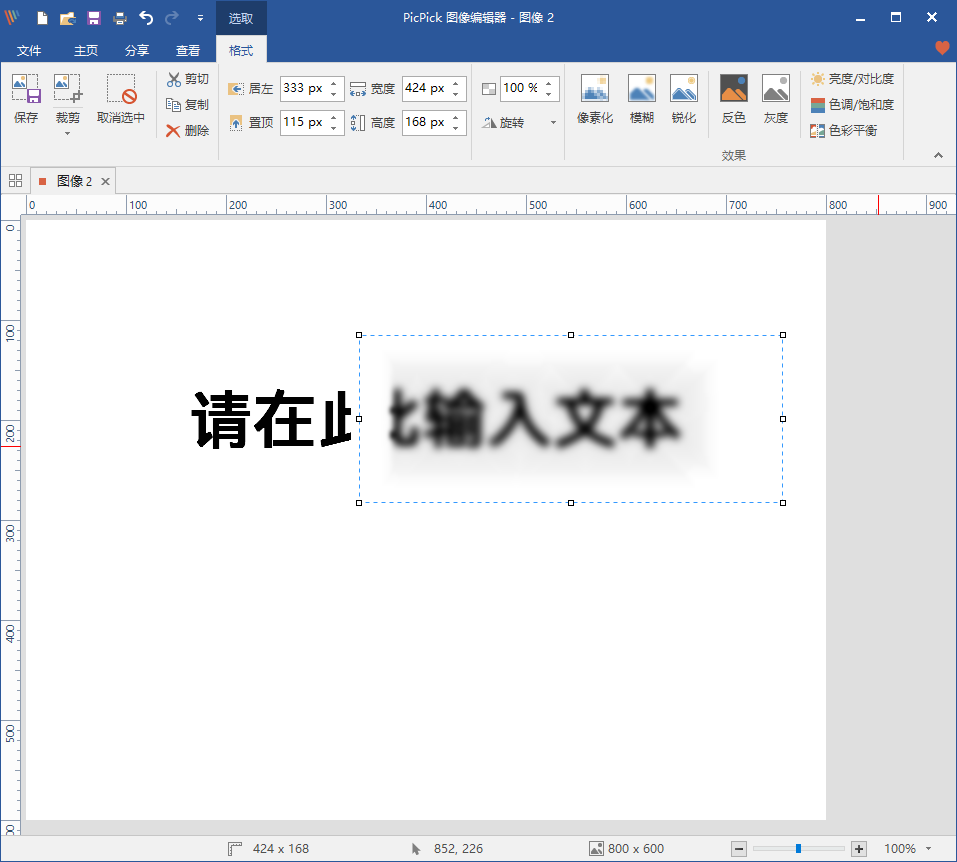 选取
PicPick 图像编辑器 - 图像 2
文件 主页 分享 查看 格式
保存 裁剪 取消选中 剪切 复制 删除
居左 333 px 宽度 424 px 100 %
置顶 115 px 高度 168 px 旋转
像素化 模糊 锐化 反色 灰度
亮度/对比度
色调/饱和度
色彩平衡
效果
图像 2
0 100 200 300 400 500 600 700 800 900
0
100
200
300
400
500
请在此 此输入文本
424 x 168 852, 226 800 x 600 100%